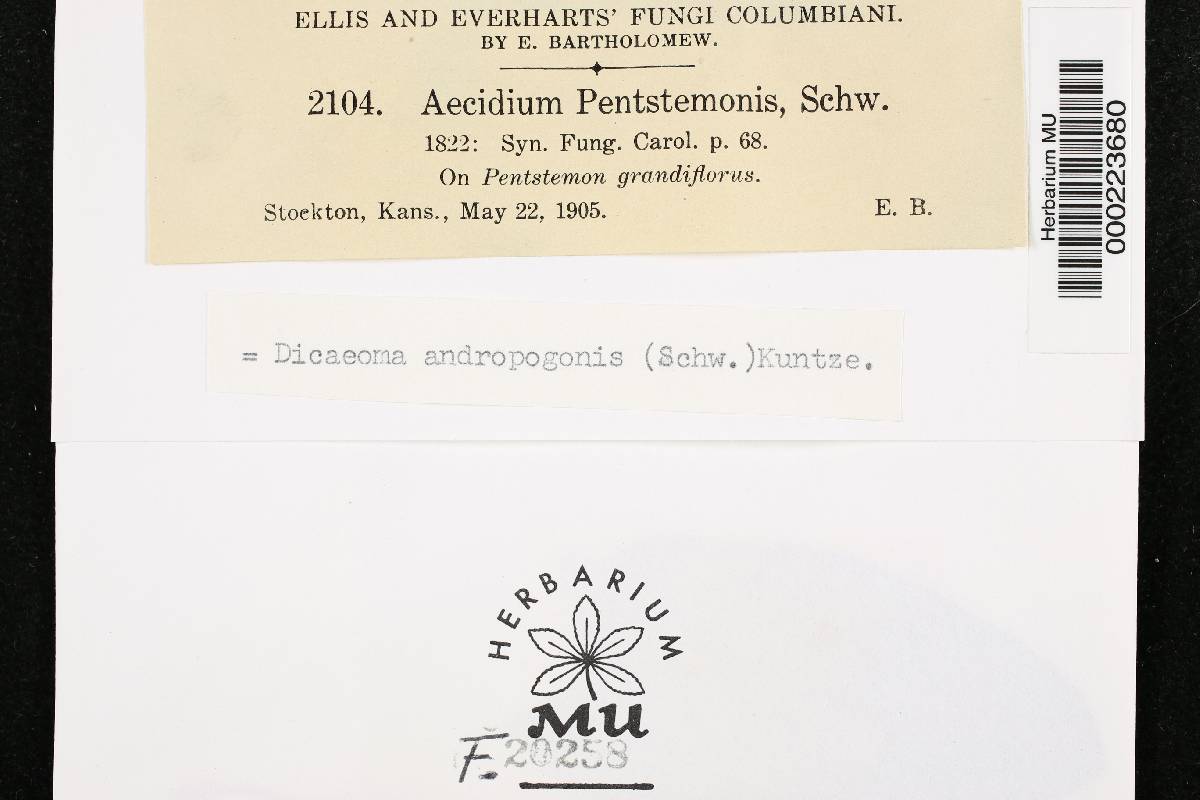 ELLIS AND EVERHARTS' FUNGI COLUMBIANI.
BY E. BARTHOLOMEW.
2104. Aecidium Pentstemonis, Schw.
1822: Syn. Fung. Carol. p. 68.
On Pentstemon grandiflorus.
Stockton, Kans., May 22, 1905. E. B.
Herbarium MU
000223680
= Dicaeoma andropogonis (Schw.)Kuntze.
HERBARIUM
MU
F. 20258